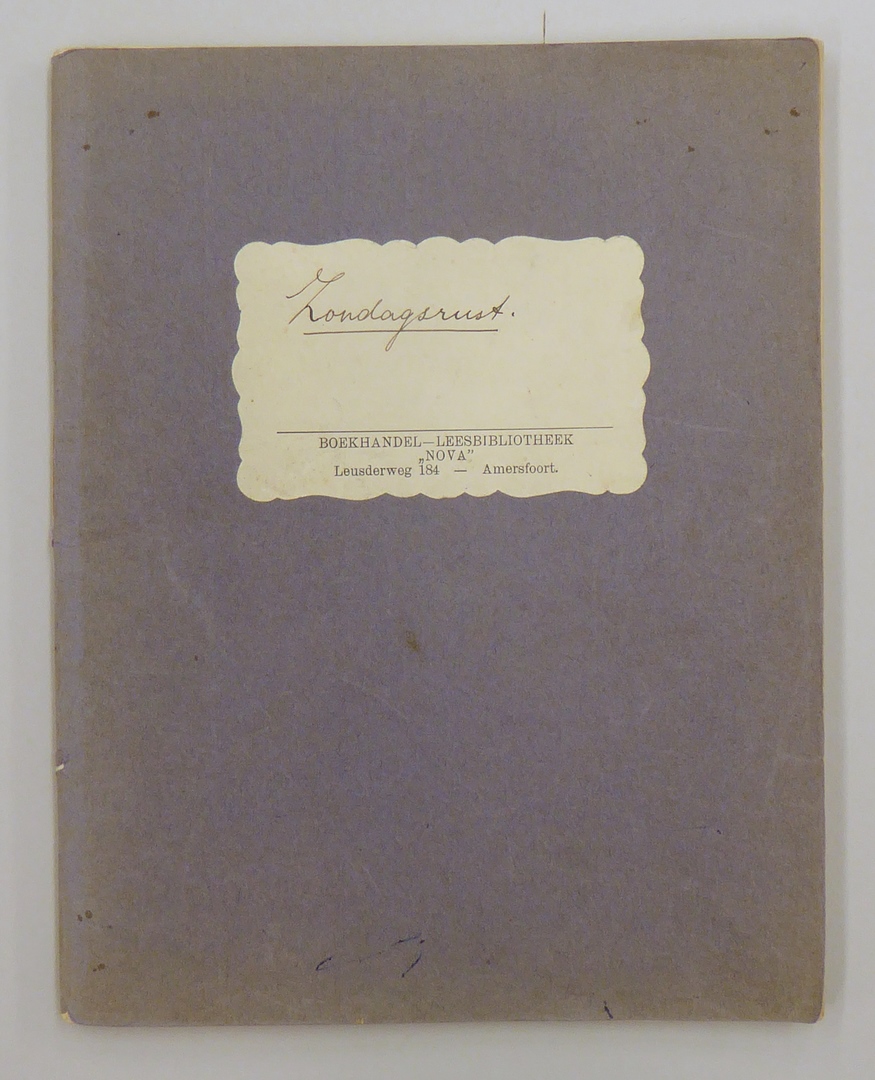 Zondagsrust.
BOEKHANDEL—LEESBIBLIOTHEEK
„NOVA”
Leusderweg 184 — Amersfoort.